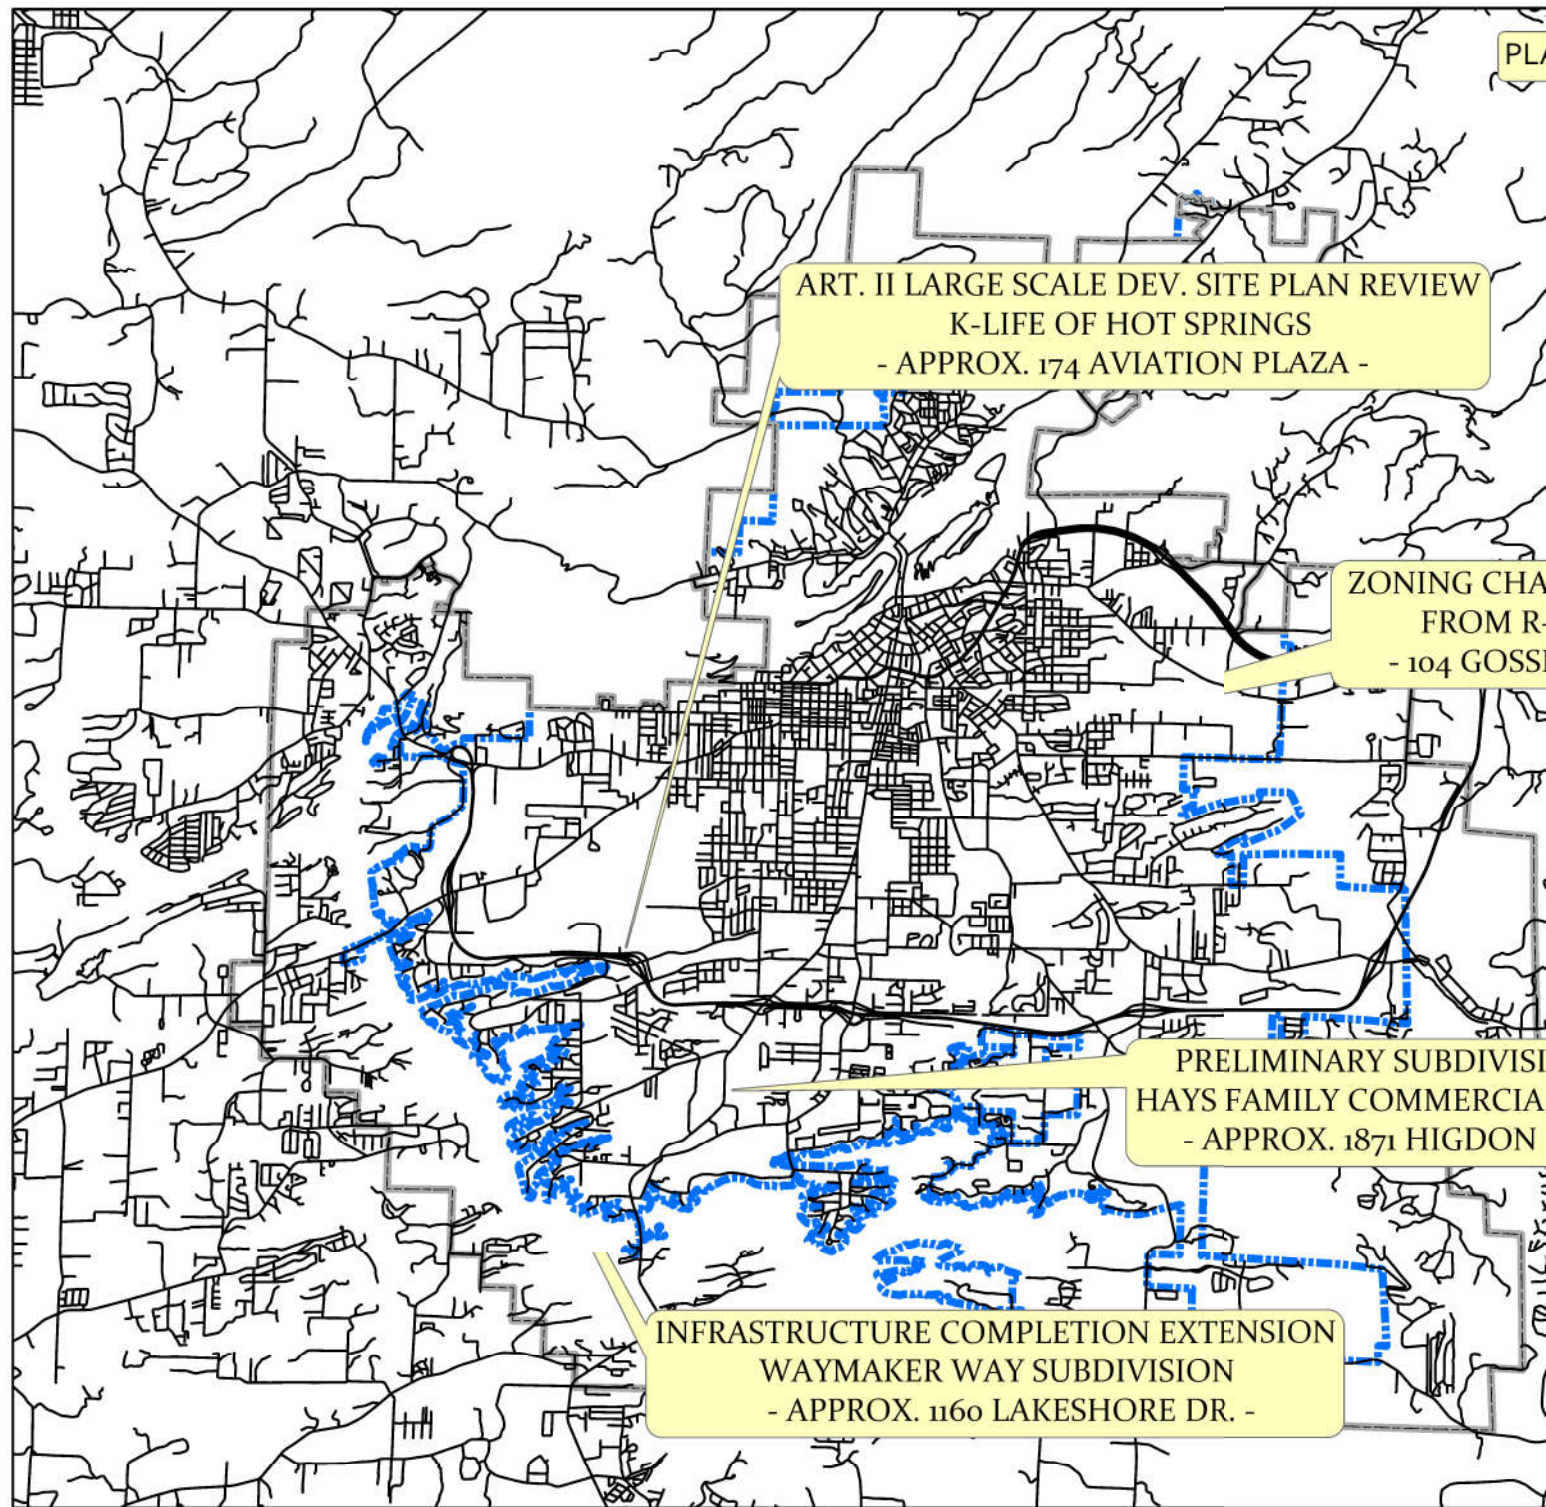 PLA
ART. II LARGE SCALE DEV. SITE PLAN REVIEW
K-LIFE OF HOT SPRINGS
- APPROX. 174 AVIATION PLAZA -
ZONING CHA
FROM R-
- 104 GOSS
PRELIMINARY SUBDIVISI
HAYS FAMILY COMMERCIA
- APPROX. 1871 HIGDON
INFRASTRUCTURE COMPLETION EXTENSION
WAYMAKER WAY SUBDIVISION
- APPROX. 1160 LAKESHORE DR. -